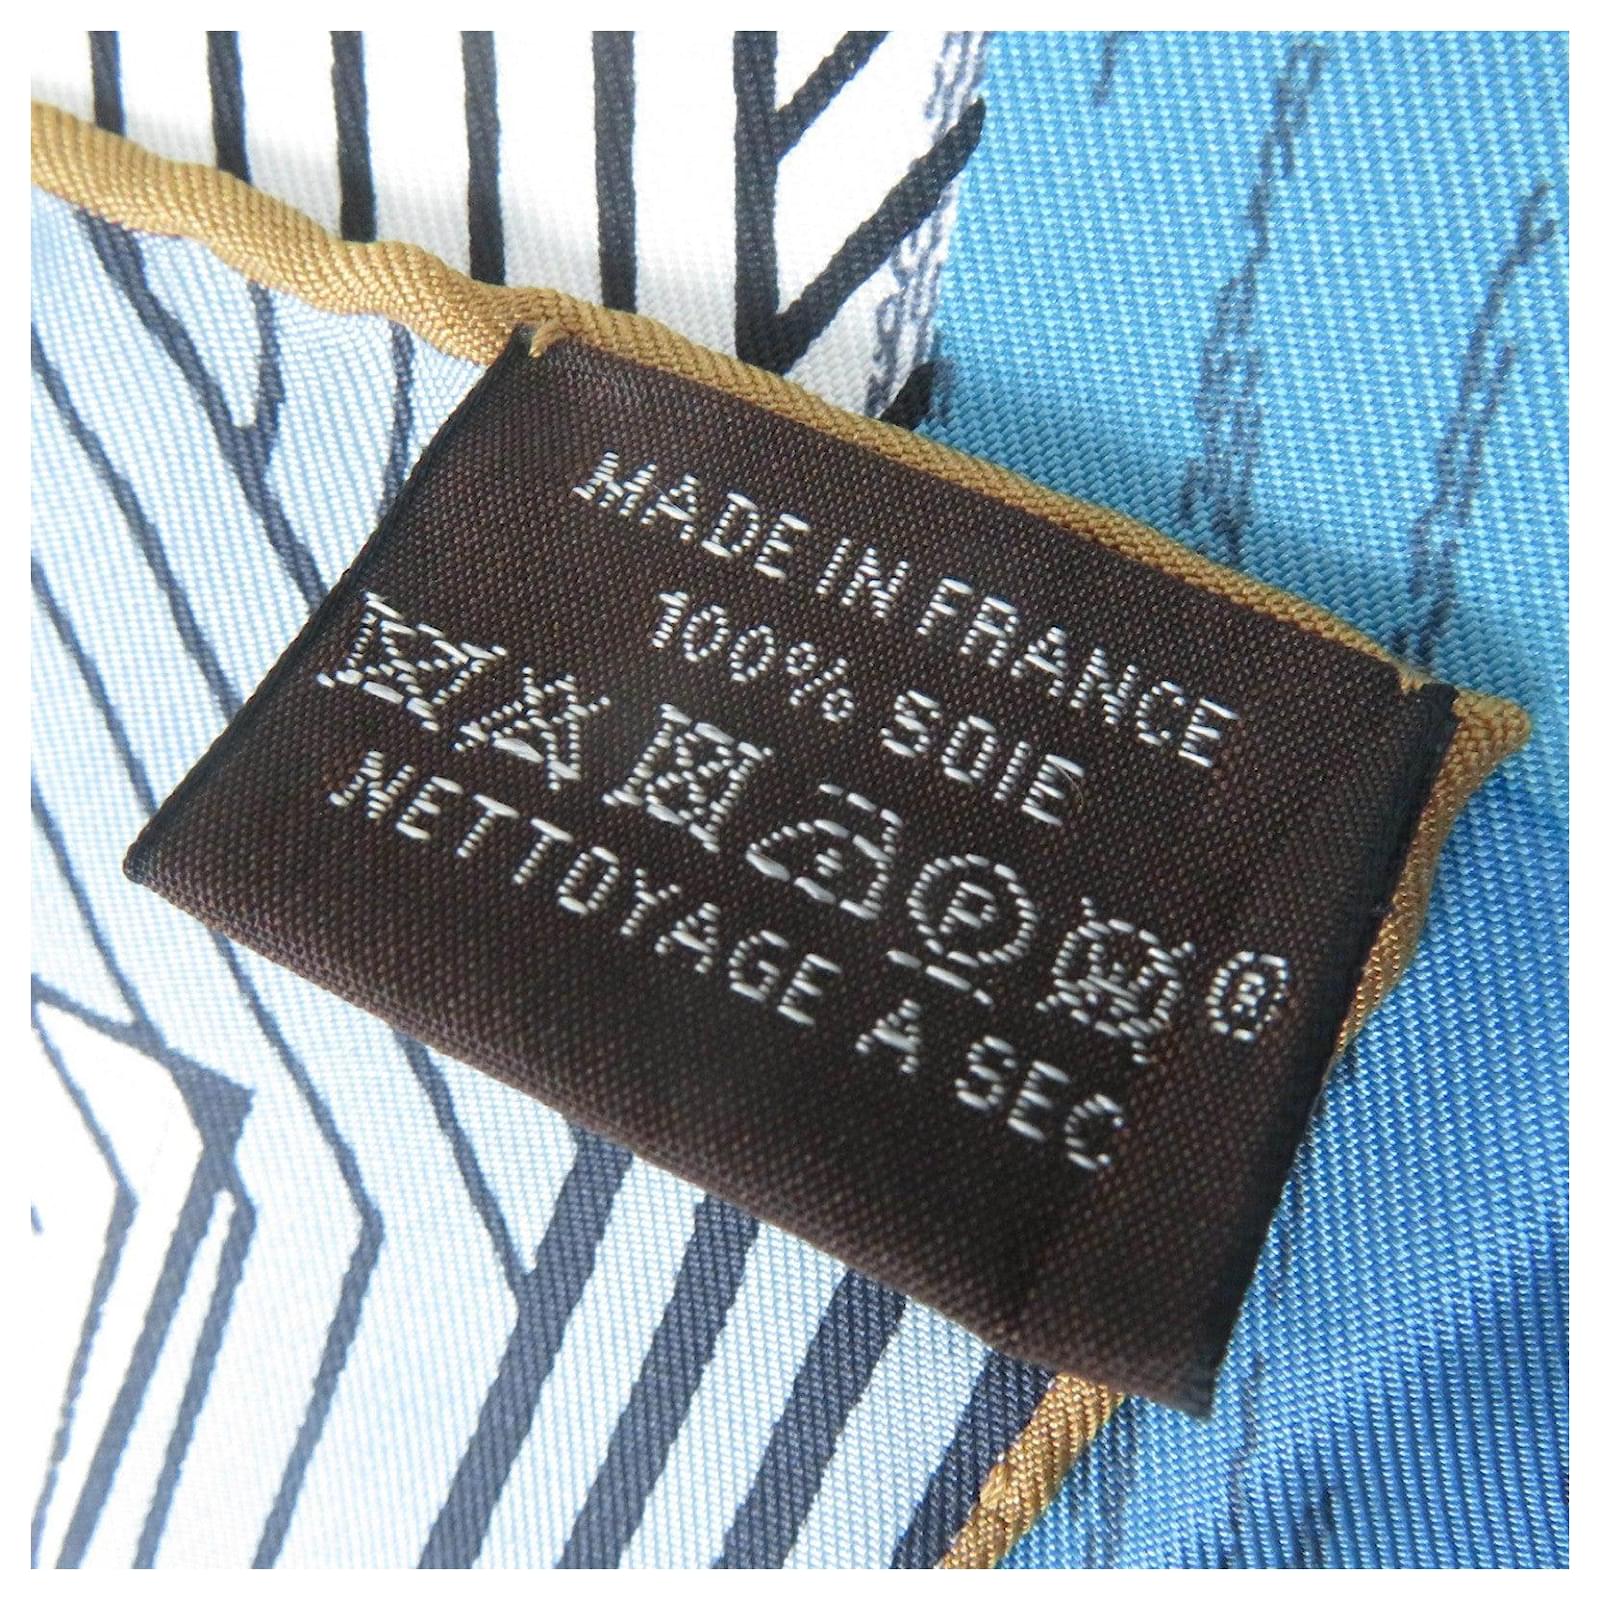 MADE IN FRANCE
100% SOIE
P ®
NETTOYAGE A SEC